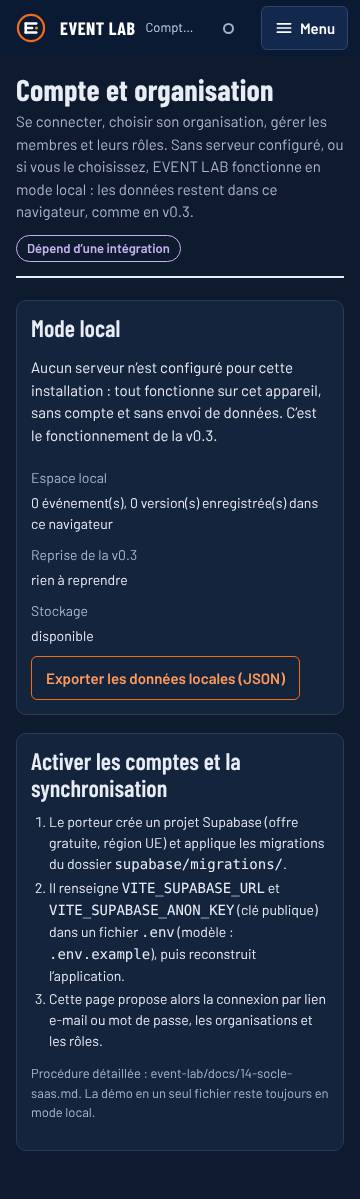 EVENT LAB Compt... Menu
Compte et organisation
Se connecter, choisir son organisation, gérer les
membres et leurs rôles. Sans serveur configuré, ou
si vous le choisissez, EVENT LAB fonctionne en
mode local : les données restent dans ce
navigateur, comme en v0.3.
Dépend d'une intégration
Mode local
Aucun serveur n'est configuré pour cette
installation : tout fonctionne sur cet appareil,
sans compte et sans envoi de données. C'est
le fonctionnement de la v0.3.
Espace local
0 événement(s), 0 version(s) enregistrée(s) dans
ce navigateur
Reprise de la v0.3
rien à reprendre
Stockage
disponible
Exporter les données locales (JSON)
Activer les comptes et la
synchronisation
1. Le porteur crée un projet Supabase (offre
gratuite, région UE) et applique les migrations
du dossier supabase/migrations/.
2. Il renseigne VITE_SUPABASE_URL et
VITE_SUPABASE_ANON_KEY (clé publique)
dans un fichier .env (modèle :
.env.example), puis reconstruit
l'application.
3. Cette page propose alors la connexion par lien
e-mail ou mot de passe, les organisations et
les rôles.
Procédure détaillée : event-lab/docs/14-socle-
saas.md. La démo en un seul fichier reste toujours en
mode local.